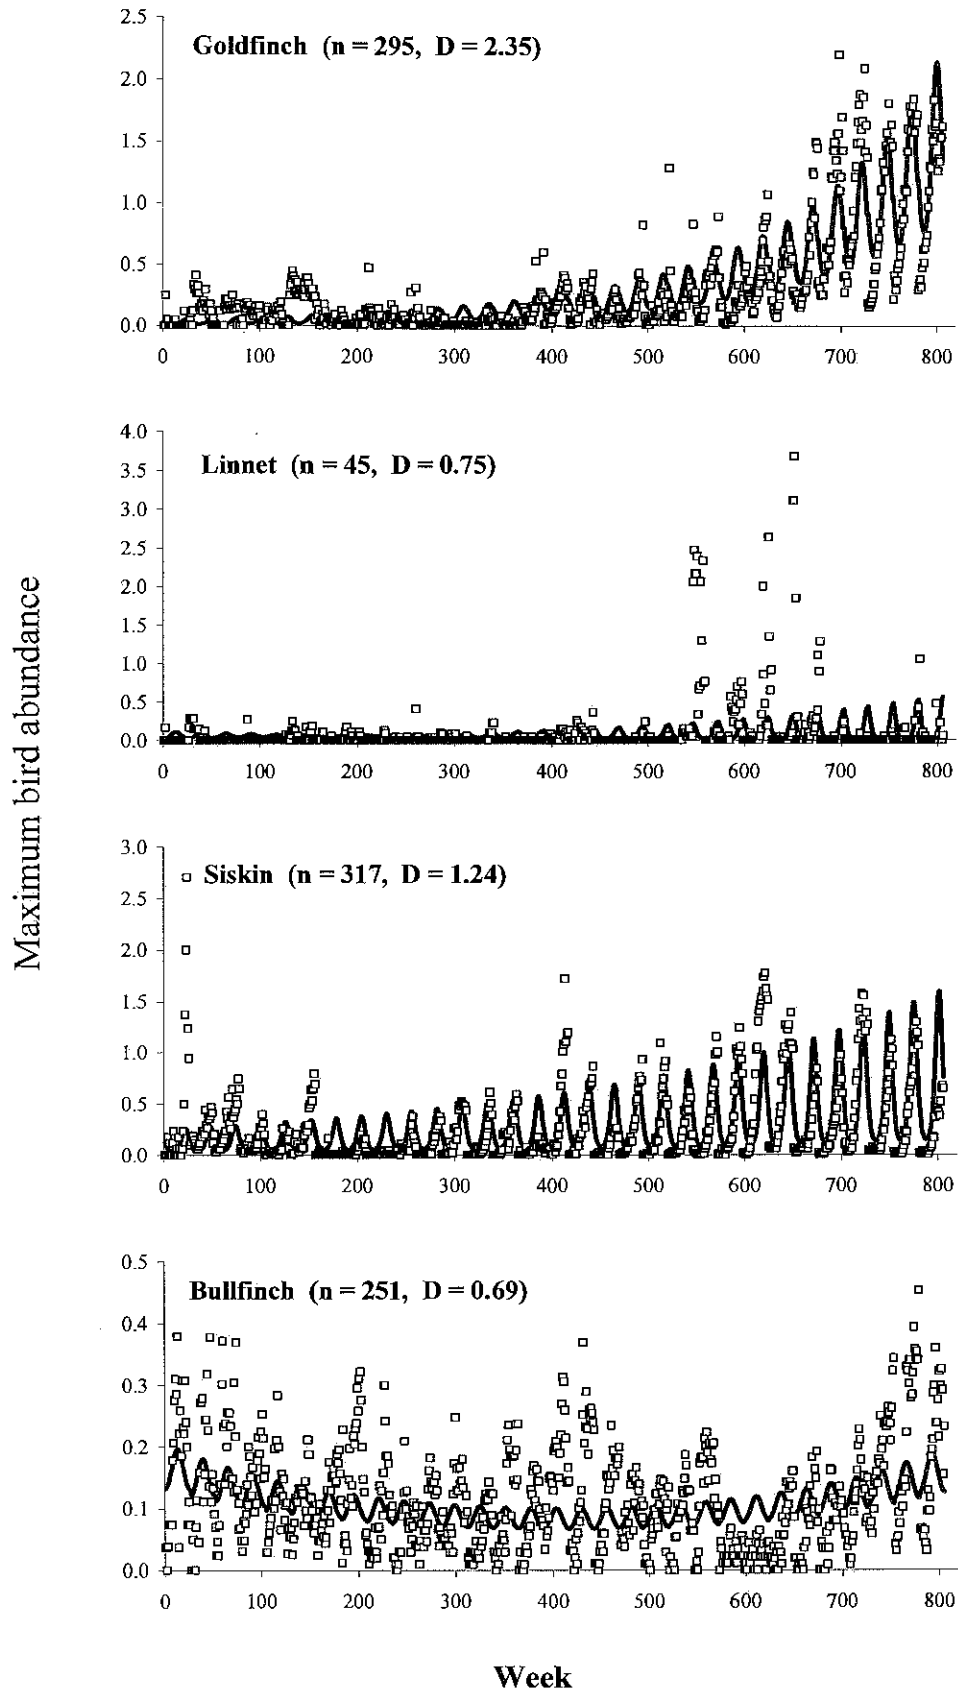 Maximum bird abundance
Goldfinch (n = 295, D = 2.35)
2.5
2.0
1.5
1.0
0.5
0.0
0 100 200 300 400 500 600 700 800
Linnet (n = 45, D = 0.75)
4.0
3.5
3.0
2.5
2.0
1.5
1.0
0.5
0.0
0 100 200 300 400 500 600 700 800
Siskin (n = 317, D = 1.24)
3.0
2.5
2.0
1.5
1.0
0.5
0.0
0 100 200 300 400 500 600 700 800
Bullfinch (n = 251, D = 0.69)
0.5
0.4
0.3
0.2
0.1
0.0
0 100 200 300 400 500 600 700 800
Week